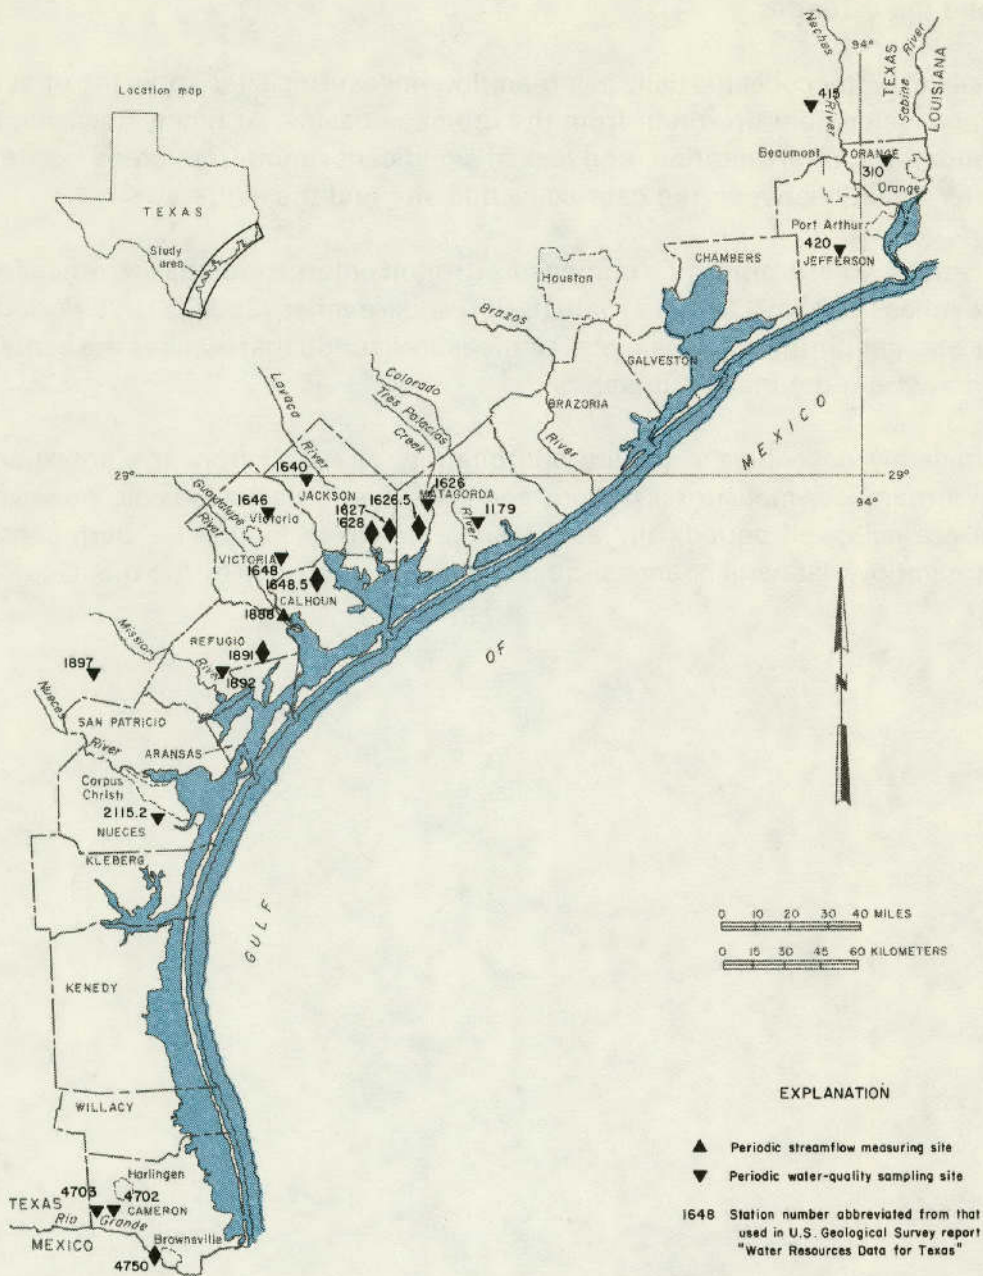 Location map
TEXAS
Study
area
Neches
River
94°
TEXAS
Sabine River
LOUISIANA
415
Beaumont
ORANGE
310
Orange
Port Arthur
420
JEFFERSON
CHAMBERS
Houston
Brazos
River
GALVESTON
BRAZORIA
Colorado
River
Tres Palacios
Creek
Lavaca
River
29°
29°
94°
GULF
OF
MEXICO
1640
JACKSON
1626
1626.5
MATAGORDA
1627
1628
1179
Guadalupe
River
1646
Victoria
VICTORIA
1648
1648.5
CALHOUN
1888
Mission
River
REFUGIO
1891
1892
1897
Nueces
River
SAN PATRICIO
ARANSAS
Corpus
Christi
2115.2
NUECES
KLEBERG
KENEDY
WILLACY
Harlingen
4703
4702
CAMERON
TEXAS
Rio Grande
MEXICO
Brownsville
4750
N
0 10 20 30 40 MILES
0 15 30 45 60 KILOMETERS
EXPLANATION
Periodic streamflow measuring site
Periodic water-quality sampling site
1648 Station number abbreviated from that
used in U.S. Geological Survey report
"Water Resources Data for Texas"